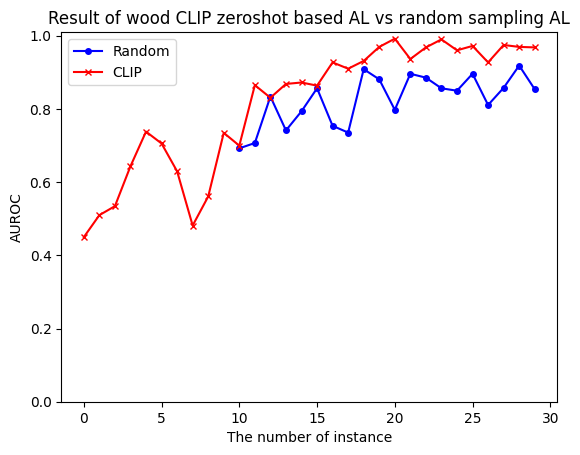 Result of wood CLIP zeroshot based AL vs random sampling AL
Random
CLIP
1.0
0.8
0.6
0.4
0.2
0.0
AUROC
0 5 10 15 20 25 30
The number of instance